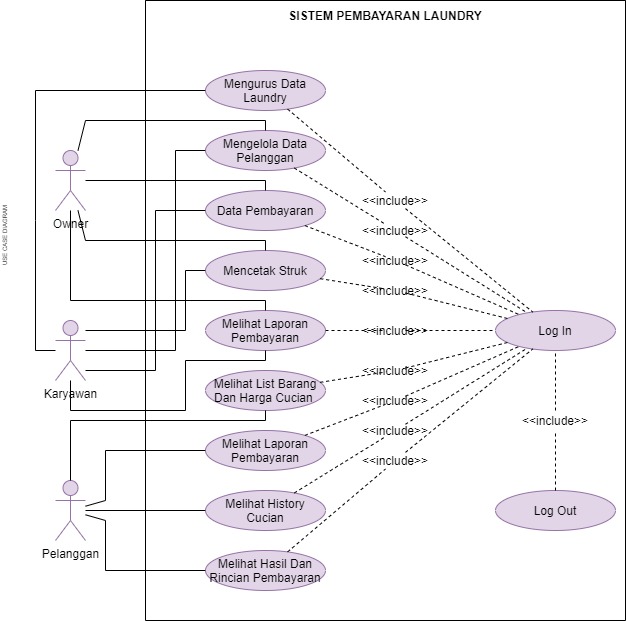 SISTEM PEMBAYARAN LAUNDRY
Mengurus Data
Laundry
Mengelola Data
Pelanggan
Data Pembayaran
Mencetak Struk
Melihat Laporan
Pembayaran
Melihat List Barang
Dan Harga Cucian
Melihat Laporan
Pembayaran
Melihat History
Cucian
Melihat Hasil Dan
Rincian Pembayaran
<<include>>
<<include>>
<<include>>
<<include>>
<<include>>
<<include>>
<<include>>
<<include>>
<<include>>
Log In
<<include>>
Log Out
Owner
Karyawan
Pelanggan
USE CASE DIAGRAM